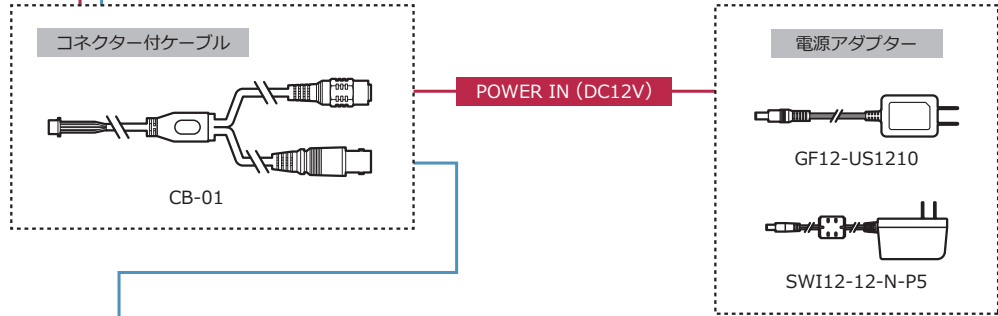 コネクター付ケーブル
CB-01
POWER IN（DC12V）
電源アダプター
GF12-US1210
SWI12-12-N-P5